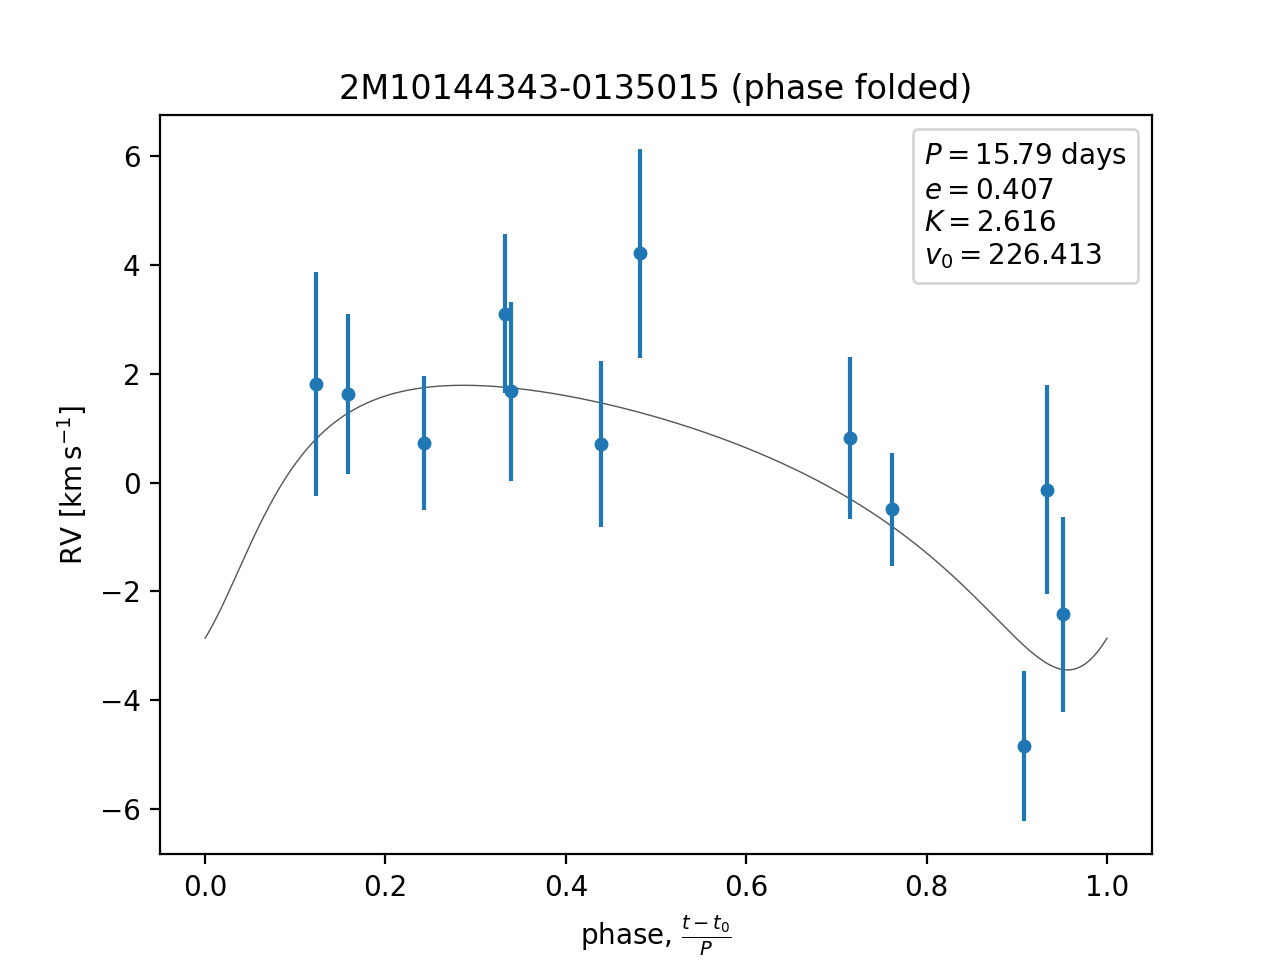 2M10144343-0135015 (phase folded)
P = 15.79 days
e = 0.407
K = 2.616
v₀ = 226.413
6
4
2
0
−2
−4
−6
RV [km s⁻¹]
0.0 0.2 0.4 0.6 0.8 1.0
phase, (t − t₀)/P